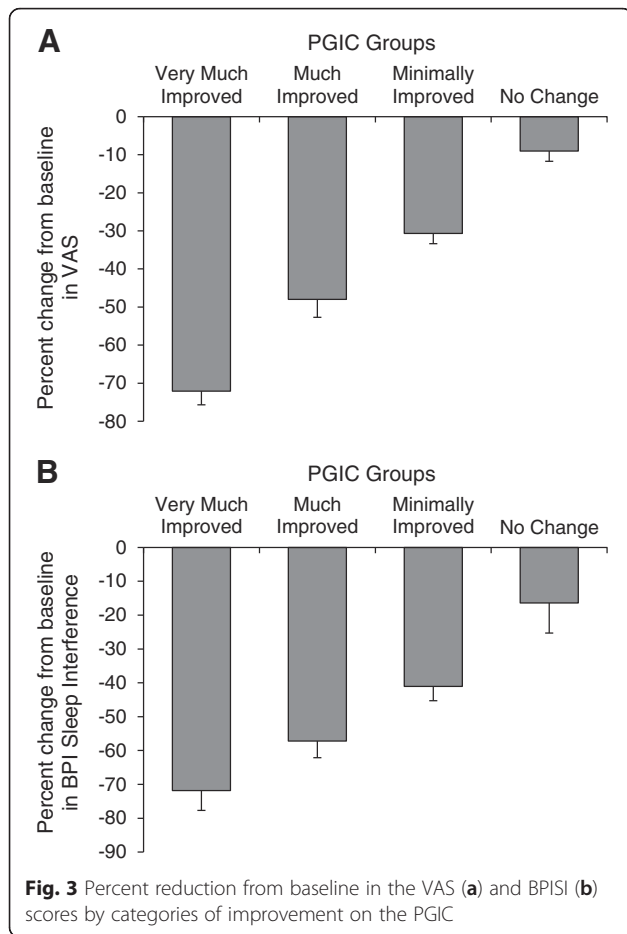 A
PGIC Groups
Very Much Improved
Much Improved
Minimally Improved
No Change
0
-10
-20
-30
-40
-50
-60
-70
-80
Percent change from baseline
in VAS
B
PGIC Groups
Very Much Improved
Much Improved
Minimally Improved
No Change
0
-10
-20
-30
-40
-50
-60
-70
-80
-90
Percent change from baseline
in BPI Sleep Interference
Fig. 3 Percent reduction from baseline in the VAS (a) and BPISI (b)
scores by categories of improvement on the PGIC